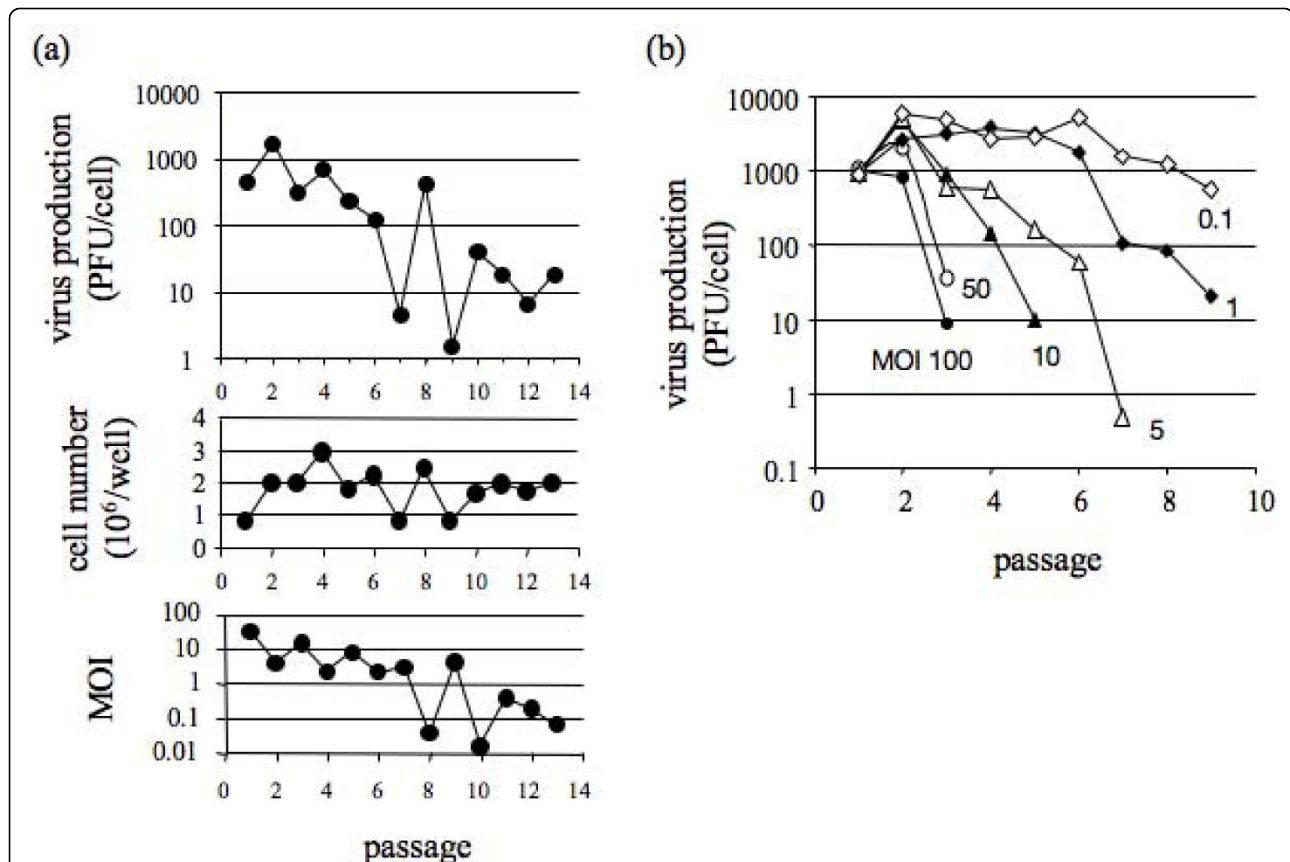 (a)
virus production
(PFU/cell)
10000
1000
100
10
1
0 2 4 6 8 10 12 14
cell number
(10⁶/well)
4
3
2
1
0
0 2 4 6 8 10 12 14
MOI
100
10
1
0.1
0.01
0 2 4 6 8 10 12 14
passage
(b)
virus production
(PFU/cell)
10000
1000
100
10
1
0.1
0.1
1
50
MOI 100
10
5
0 2 4 6 8 10
passage